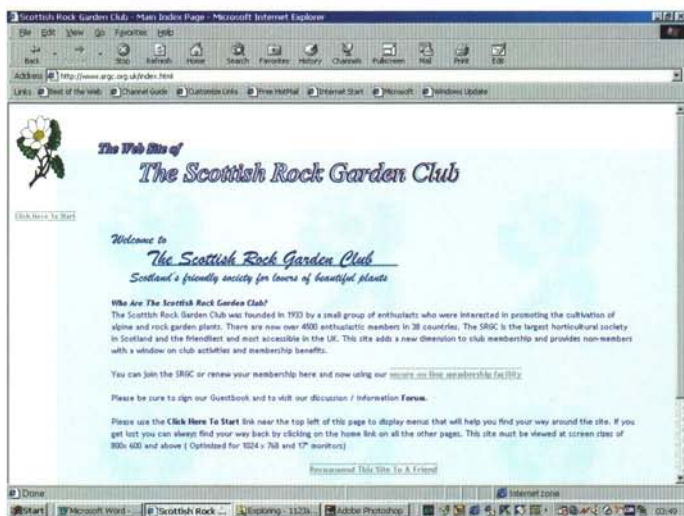 Scottish Rock Garden Club - Main Index Page - Microsoft Internet Explorer
File Edit View Go Favorites Help
Back Stop Refresh Home Search Favorites History Channels Fullscreen Mail Print Edit
Address http://www.srgc.org.uk/index.html
Links Best of the Web Channel Guide Customize Links Free HotMail Internet Start Microsoft Windows Update
The Web Site of
The Scottish Rock Garden Club
Click Here To Start
Welcome to
The Scottish Rock Garden Club
Scotland's friendly society for lovers of beautiful plants
Who Are The Scottish Rock Garden Club?
The Scottish Rock Garden Club was founded in 1933 by a small group of enthusiasts who were interested in promoting the cultivation of
alpine and rock garden plants. There are now over 4500 enthusiastic members in 38 countries. The SRGC is the largest horticultural society
in Scotland and the friendliest and most accessible in the UK. This site adds a new dimension to club membership and provides non-members
with a window on club activities and membership benefits.
You can join the SRGC or renew your membership here and now using our secure on line membership facility
Please be sure to sign our Guestbook and to visit our discussion / information Forum.
Please use the Click Here To Start link near the top left of this page to display menus that will help you find your way around the site. If you
get lost you can always find your way back by clicking on the home link on all the other pages. This site must be viewed at screen sizes of
800x 600 and above ( Optimized for 1024 x 768 and 17" monitors)
Recommend This Site To A Friend
Done Internet zone
Start Microsoft Word - ... Scottish Rock ... Exploring - 1123k... Adobe Photoshop 03:49